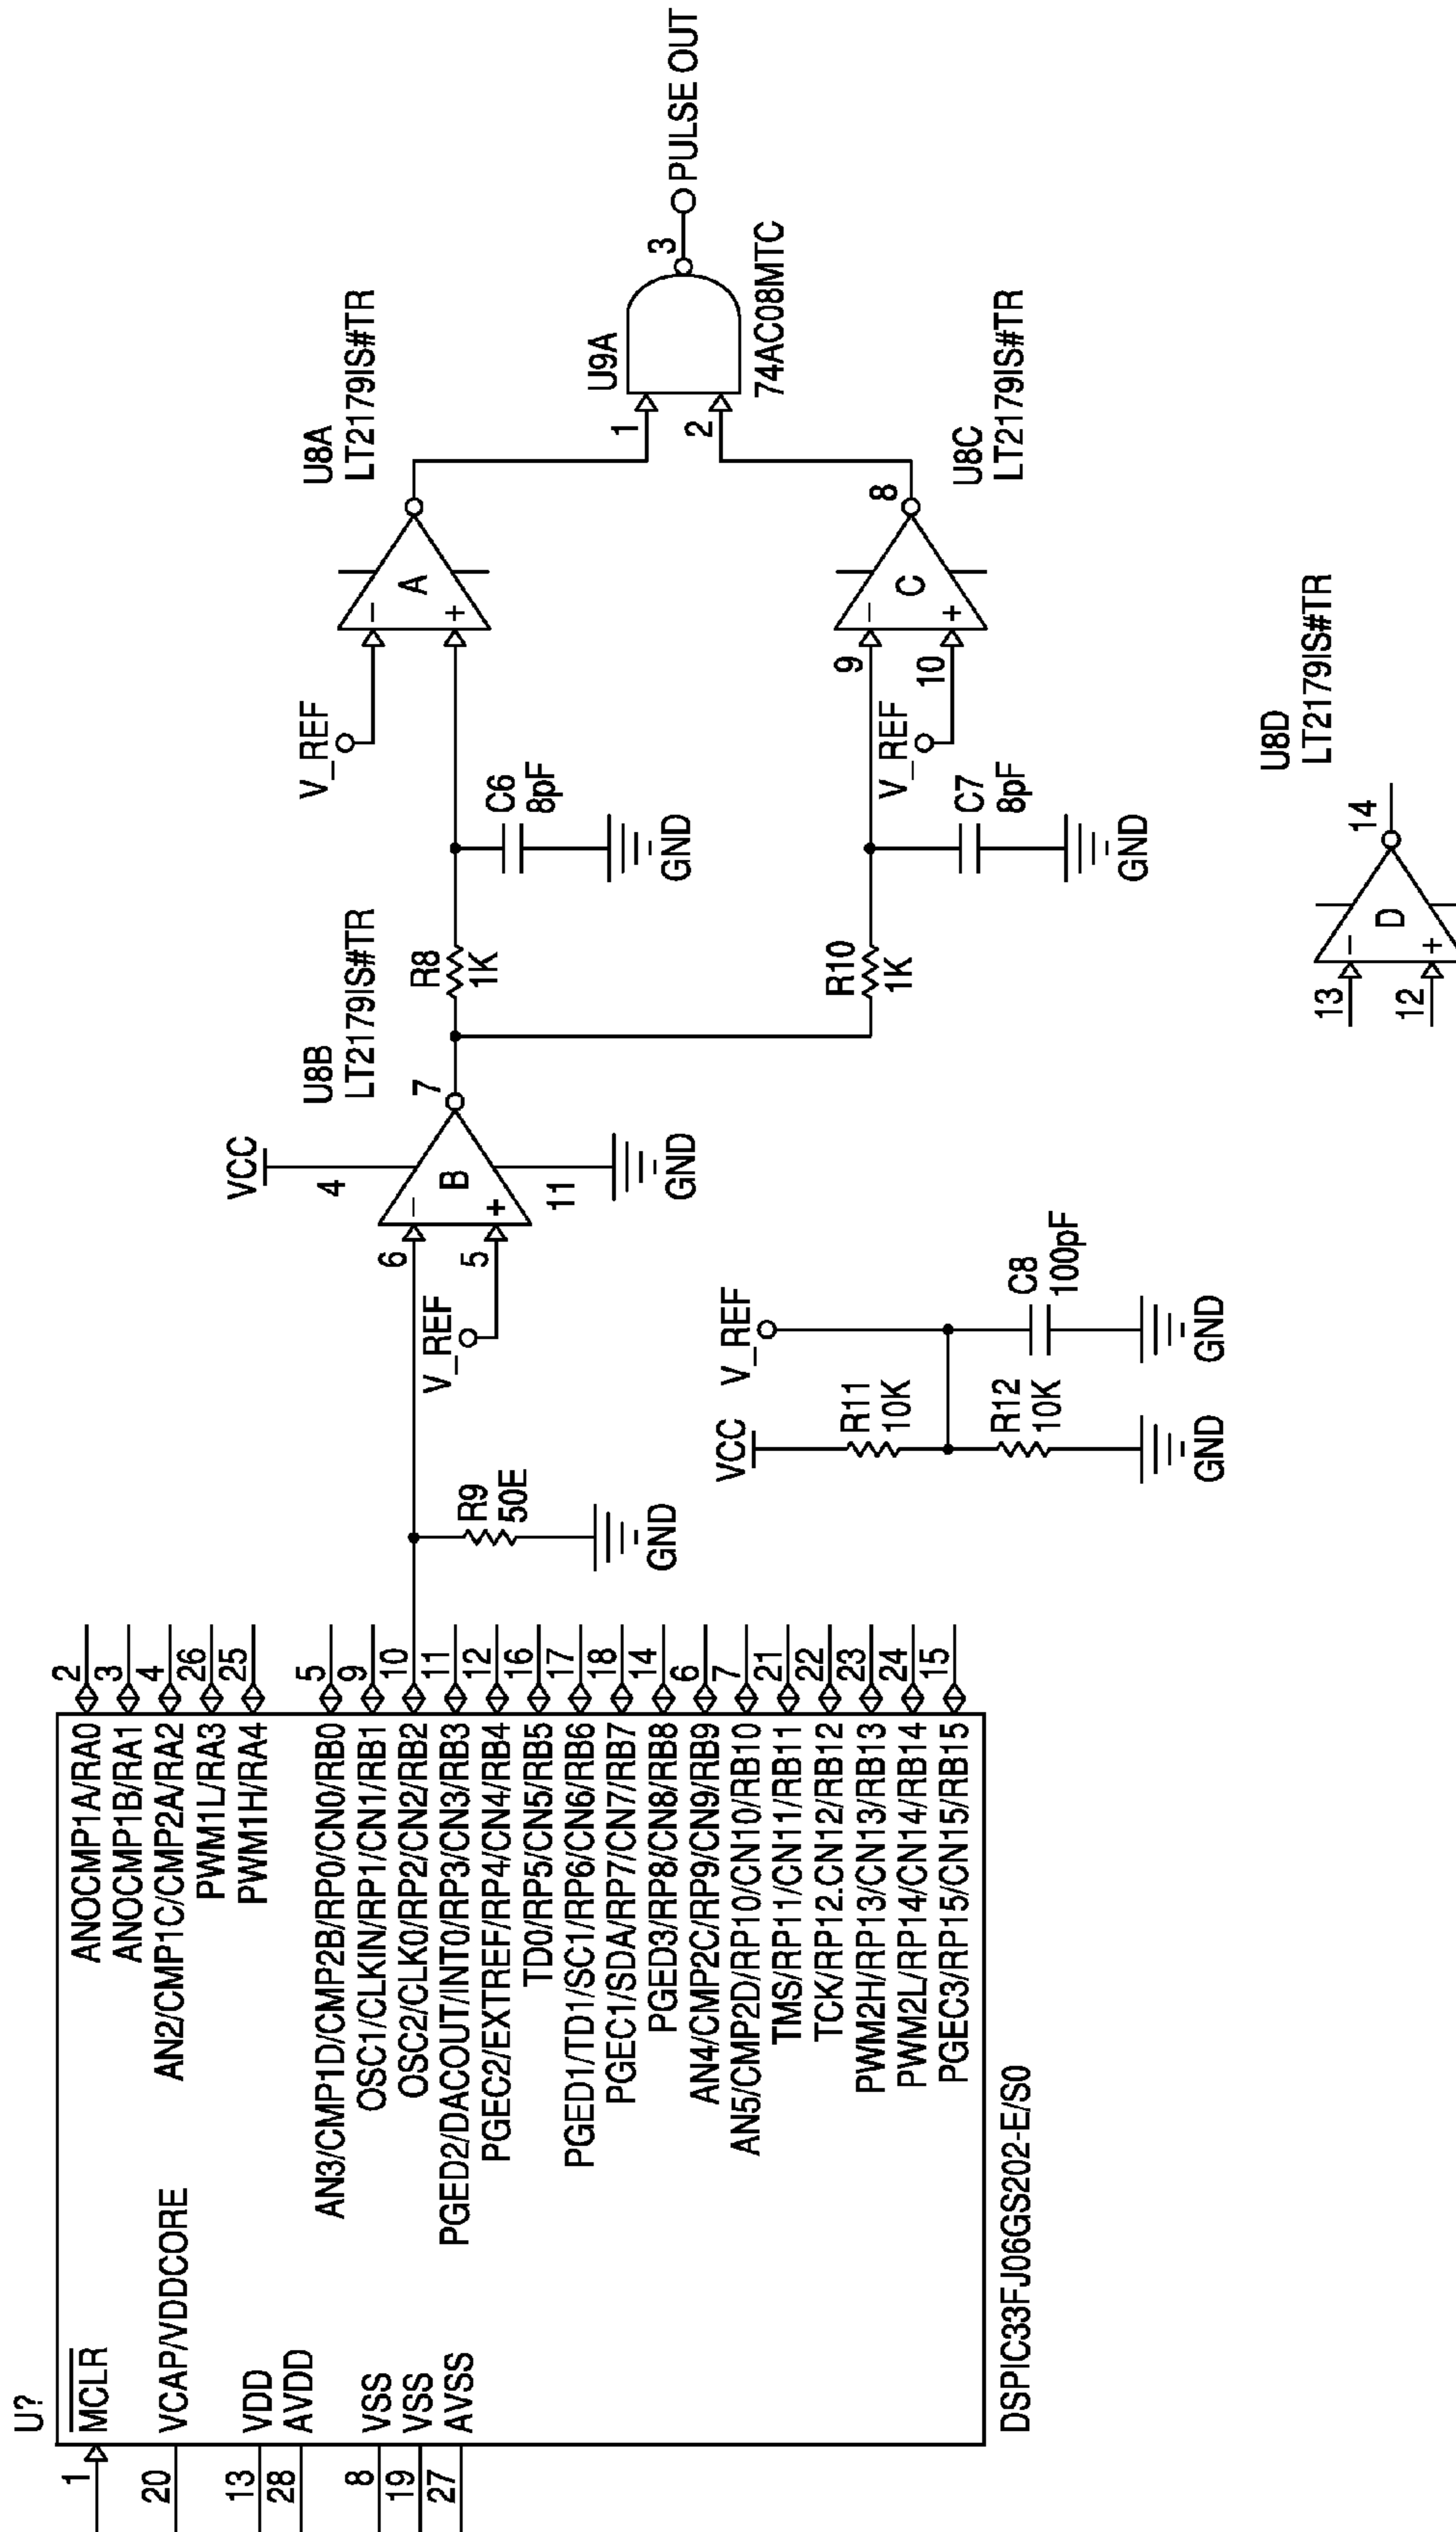 U?
1
MCLR
20
VCAP/VDDCORE
13
VDD
28
AVDD
8
VSS
19
VSS
27
AVSS
ANOCMP1A/RA0
2
ANOCMP1B/RA1
3
AN2/CMP1C/CMP2A/RA2
4
PWM1L/RA3
26
PWM1H/RA4
25
AN3/CMP1D/CMP2B/RP0/CN0/RB0
5
OSC1/CLKIN/RP1/CN1/RB1
9
OSC2/CLK0/RP2/CN2/RB2
10
PGED2/DACOUT/INT0/RP3/CN3/RB3
11
PGEC2/EXTREF/RP4/CN4/RB4
12
TD0/RP5/CN5/RB5
16
PGED1/TD1/SC1/RP6/CN6/RB6
17
PGEC1/SDA/RP7/CN7/RB7
18
PGED3/RP8/CN8/RB8
14
AN4/CMP2C/RP9/CN9/RB9
6
AN5/CMP2D/RP10/CN10/RB10
7
TMS/RP11/CN11/RB11
21
TCK/RP12.CN12/RB12
22
PWM2H/RP13/CN13/RB13
23
PWM2L/RP14/CN14/RB14
24
PGEC3/RP15/CN15/RB15
15
DSPIC33FJ06GS202-E/S0
R9
50E
GND
VCC
4
U8B
LT2179IS#TR
6
5
V_REF
−
+
B
7
11
GND
VCC
V_REF
R11
10K
R12
10K
GND
C8
100pF
GND
R8
1K
C6
8pF
GND
R10
1K
C7
8pF
GND
V_REF
U8A
LT2179IS#TR
−
+
A
V_REF
9
10
−
+
C
8
U8C
LT2179IS#TR
U9A
1
2
3
PULSE OUT
74AC08MTC
U8D
LT2179IS#TR
13
12
−
+
D
14